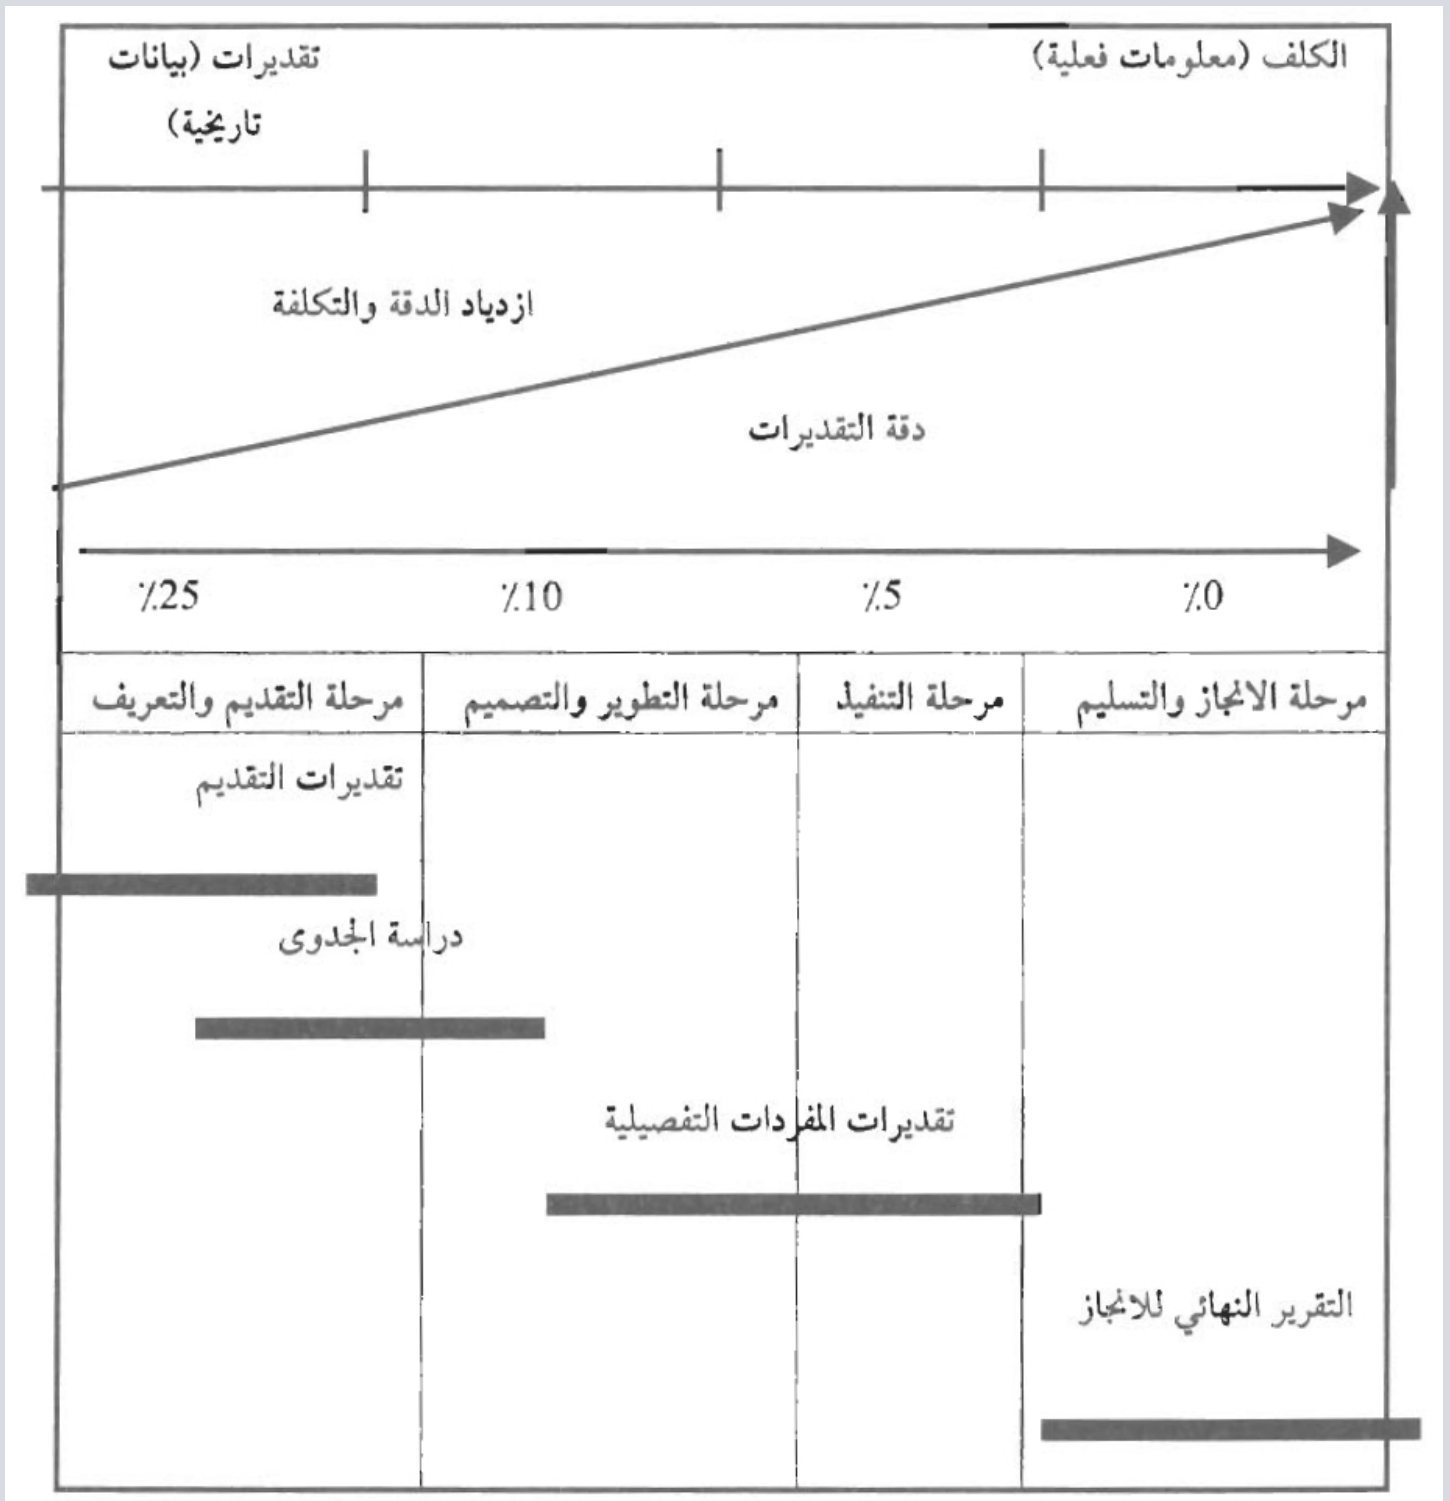 الكلف (معلومات فعلية)
تقديرات (بيانات
تاريخية)
ازدياد الدقة والتكلفة
دقة التقديرات
٪25
٪10
٪5
٪0
مرحلة التقديم والتعريف
مرحلة التطوير والتصميم
مرحلة التنفيذ
مرحلة الانجاز والتسليم
تقديرات التقديم
دراسة الجدوى
تقديرات المفردات التفصيلية
التقرير النهائي للانجاز